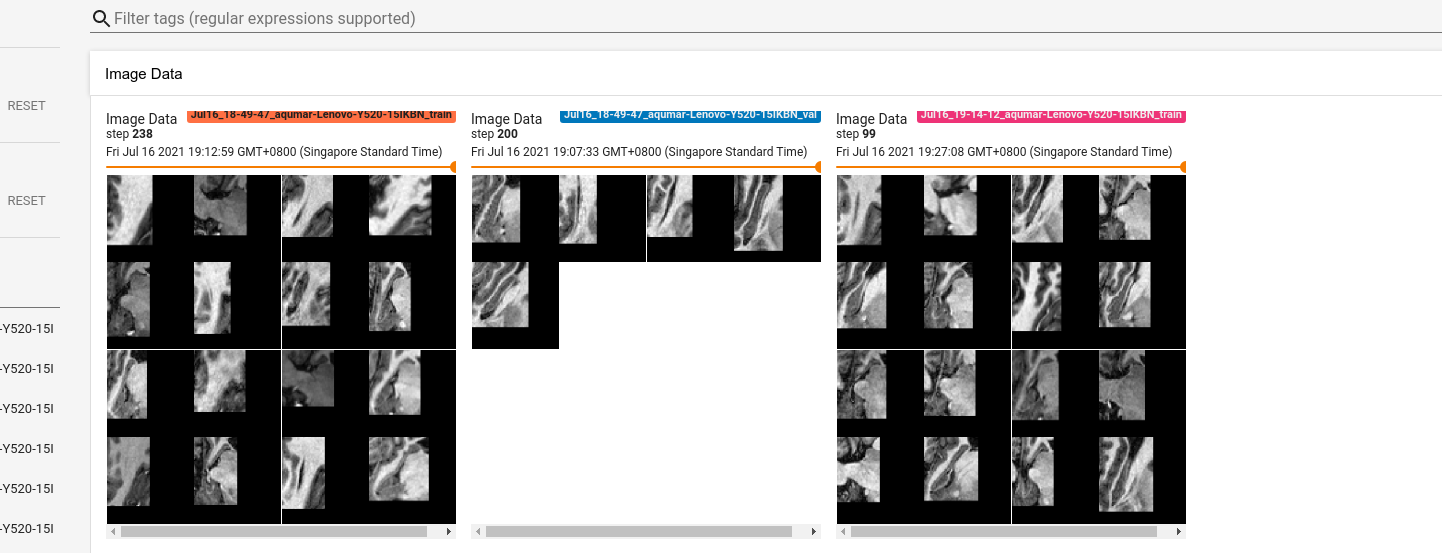 Filter tags (regular expressions supported)
Image Data
RESET
RESET
-Y520-15I
-Y520-15I
-Y520-15I
-Y520-15I
-Y520-15I
-Y520-15I
Image Data
Jul16_18-49-47_aqumar-Lenovo-Y520-15IKBN_train
step 238
Fri Jul 16 2021 19:12:59 GMT+0800 (Singapore Standard Time)
Image Data
Jul16_18-49-47_aqumar-Lenovo-Y520-15IKBN_val
step 200
Fri Jul 16 2021 19:07:33 GMT+0800 (Singapore Standard Time)
Image Data
Jul16_19-14-12_aqumar-Lenovo-Y520-15IKBN_train
step 99
Fri Jul 16 2021 19:27:08 GMT+0800 (Singapore Standard Time)